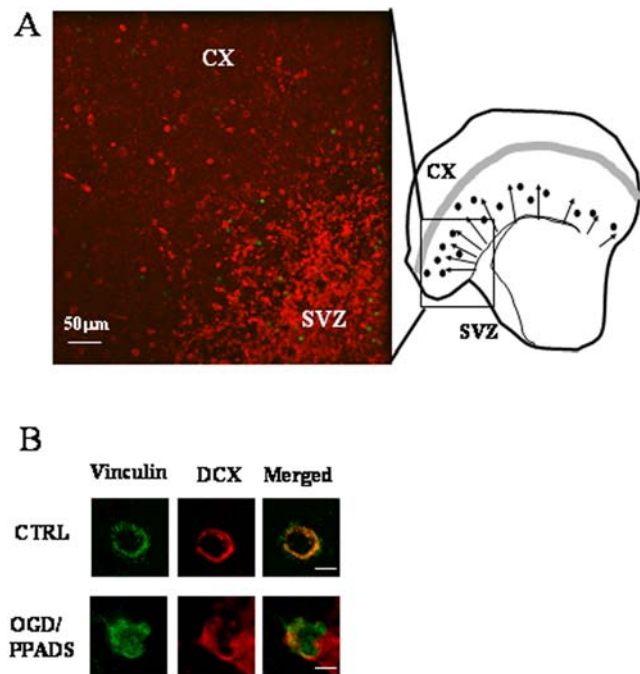 A
CX
CX
SVZ
50μm
SVZ
B
Vinculin DCX Merged
CTRL
OGD/
PPADS